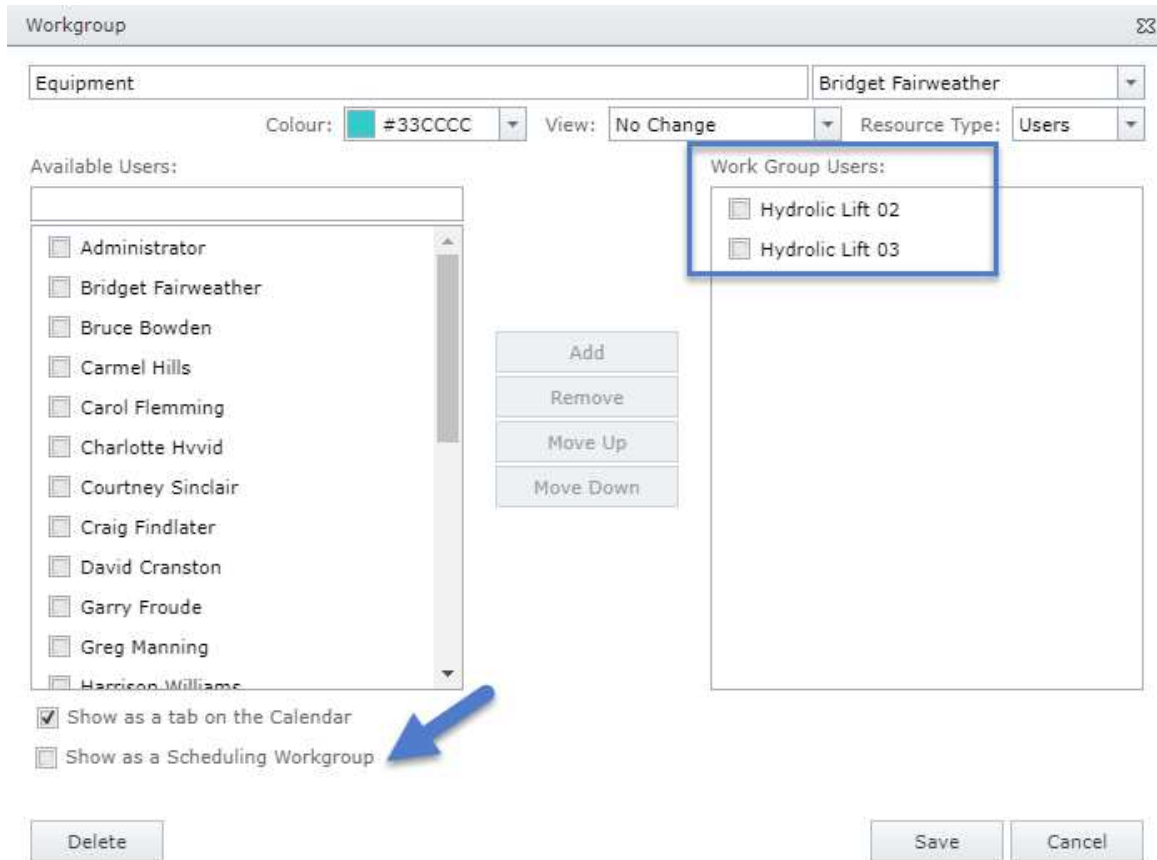 Workgroup
Equipment
Bridget Fairweather
Colour: #33CCCC View: No Change Resource Type: Users
Available Users:
Work Group Users:
Administrator
Bridget Fairweather
Bruce Bowden
Carmel Hills
Carol Flemming
Charlotte Hvvid
Courtney Sinclair
Craig Findlater
David Cranston
Garry Froude
Greg Manning
Harrison Williams
Add
Remove
Move Up
Move Down
Hydrolic Lift 02
Hydrolic Lift 03
Show as a tab on the Calendar
Show as a Scheduling Workgroup
Delete
Save
Cancel